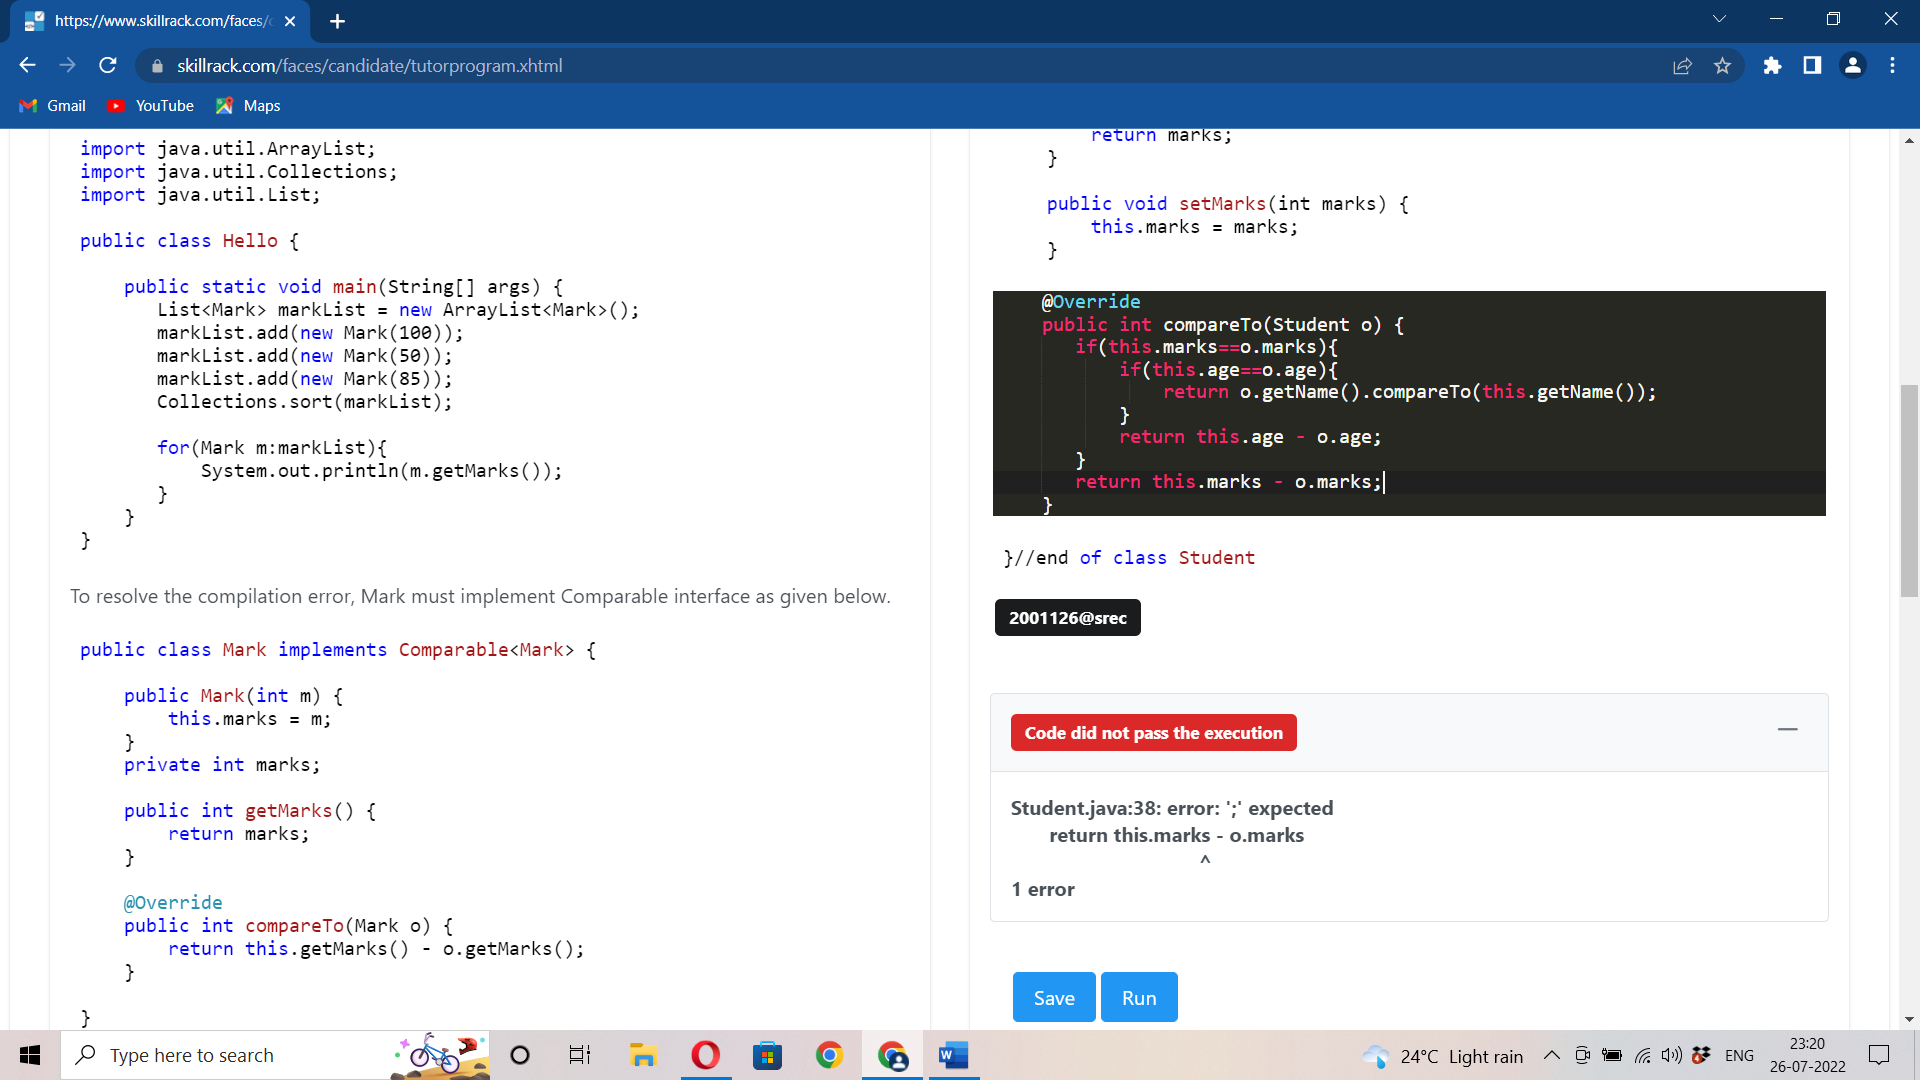 https://www.skillrack.com/faces/c
skillrack.com/faces/candidate/tutorprogram.xhtml
Gmail
YouTube
Maps
import java.util.ArrayList;
import java.util.Collections;
import java.util.List;
public class Hello {
public static void main(String[] args) {
List<Mark> markList = new ArrayList<Mark>();
markList.add(new Mark(100));
markList.add(new Mark(50));
markList.add(new Mark(85));
Collections.sort(markList);
for(Mark m:markList){
System.out.println(m.getMarks());
}
}
}
To resolve the compilation error, Mark must implement Comparable interface as given below.
public class Mark implements Comparable<Mark> {
public Mark(int m) {
this.marks = m;
}
private int marks;
public int getMarks() {
return marks;
}
@Override
public int compareTo(Mark o) {
return this.getMarks() - o.getMarks();
}
}
return marks;
}
public void setMarks(int marks) {
this.marks = marks;
}
@Override
public int compareTo(Student o) {
if(this.marks==o.marks){
if(this.age==o.age){
return o.getName().compareTo(this.getName());
}
return this.age - o.age;
}
return this.marks - o.marks;
}
}//end of class Student
2001126@srec
Code did not pass the execution
Student.java:38: error: ';' expected
return this.marks - o.marks
^
1 error
Save
Run
Type here to search
24°C Light rain
ENG
23:20
26-07-2022